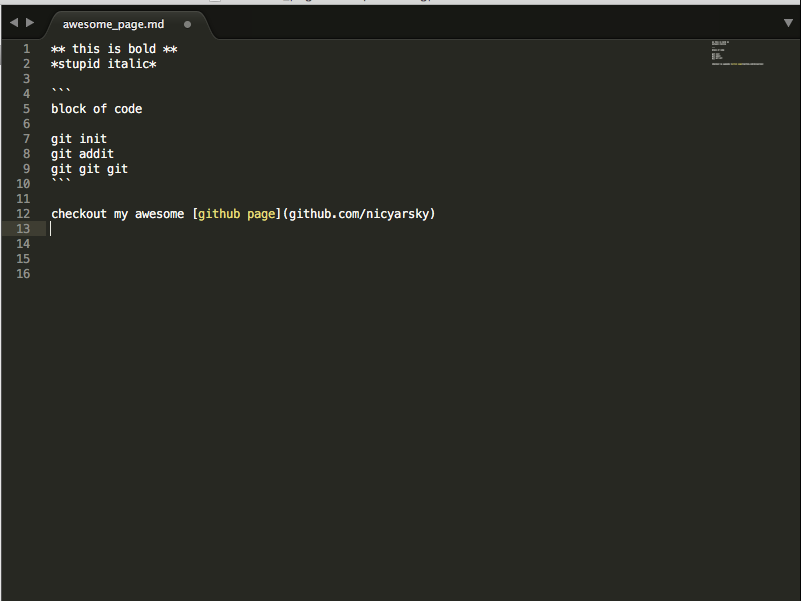 awesome_page.md
1 ** this is bold **
2 *stupid italic*
3
4 ```
5 block of code
6
7 git init
8 git addit
9 git git git
10 ```
11
12 checkout my awesome [github page](github.com/nicyarsky)
13
14
15
16